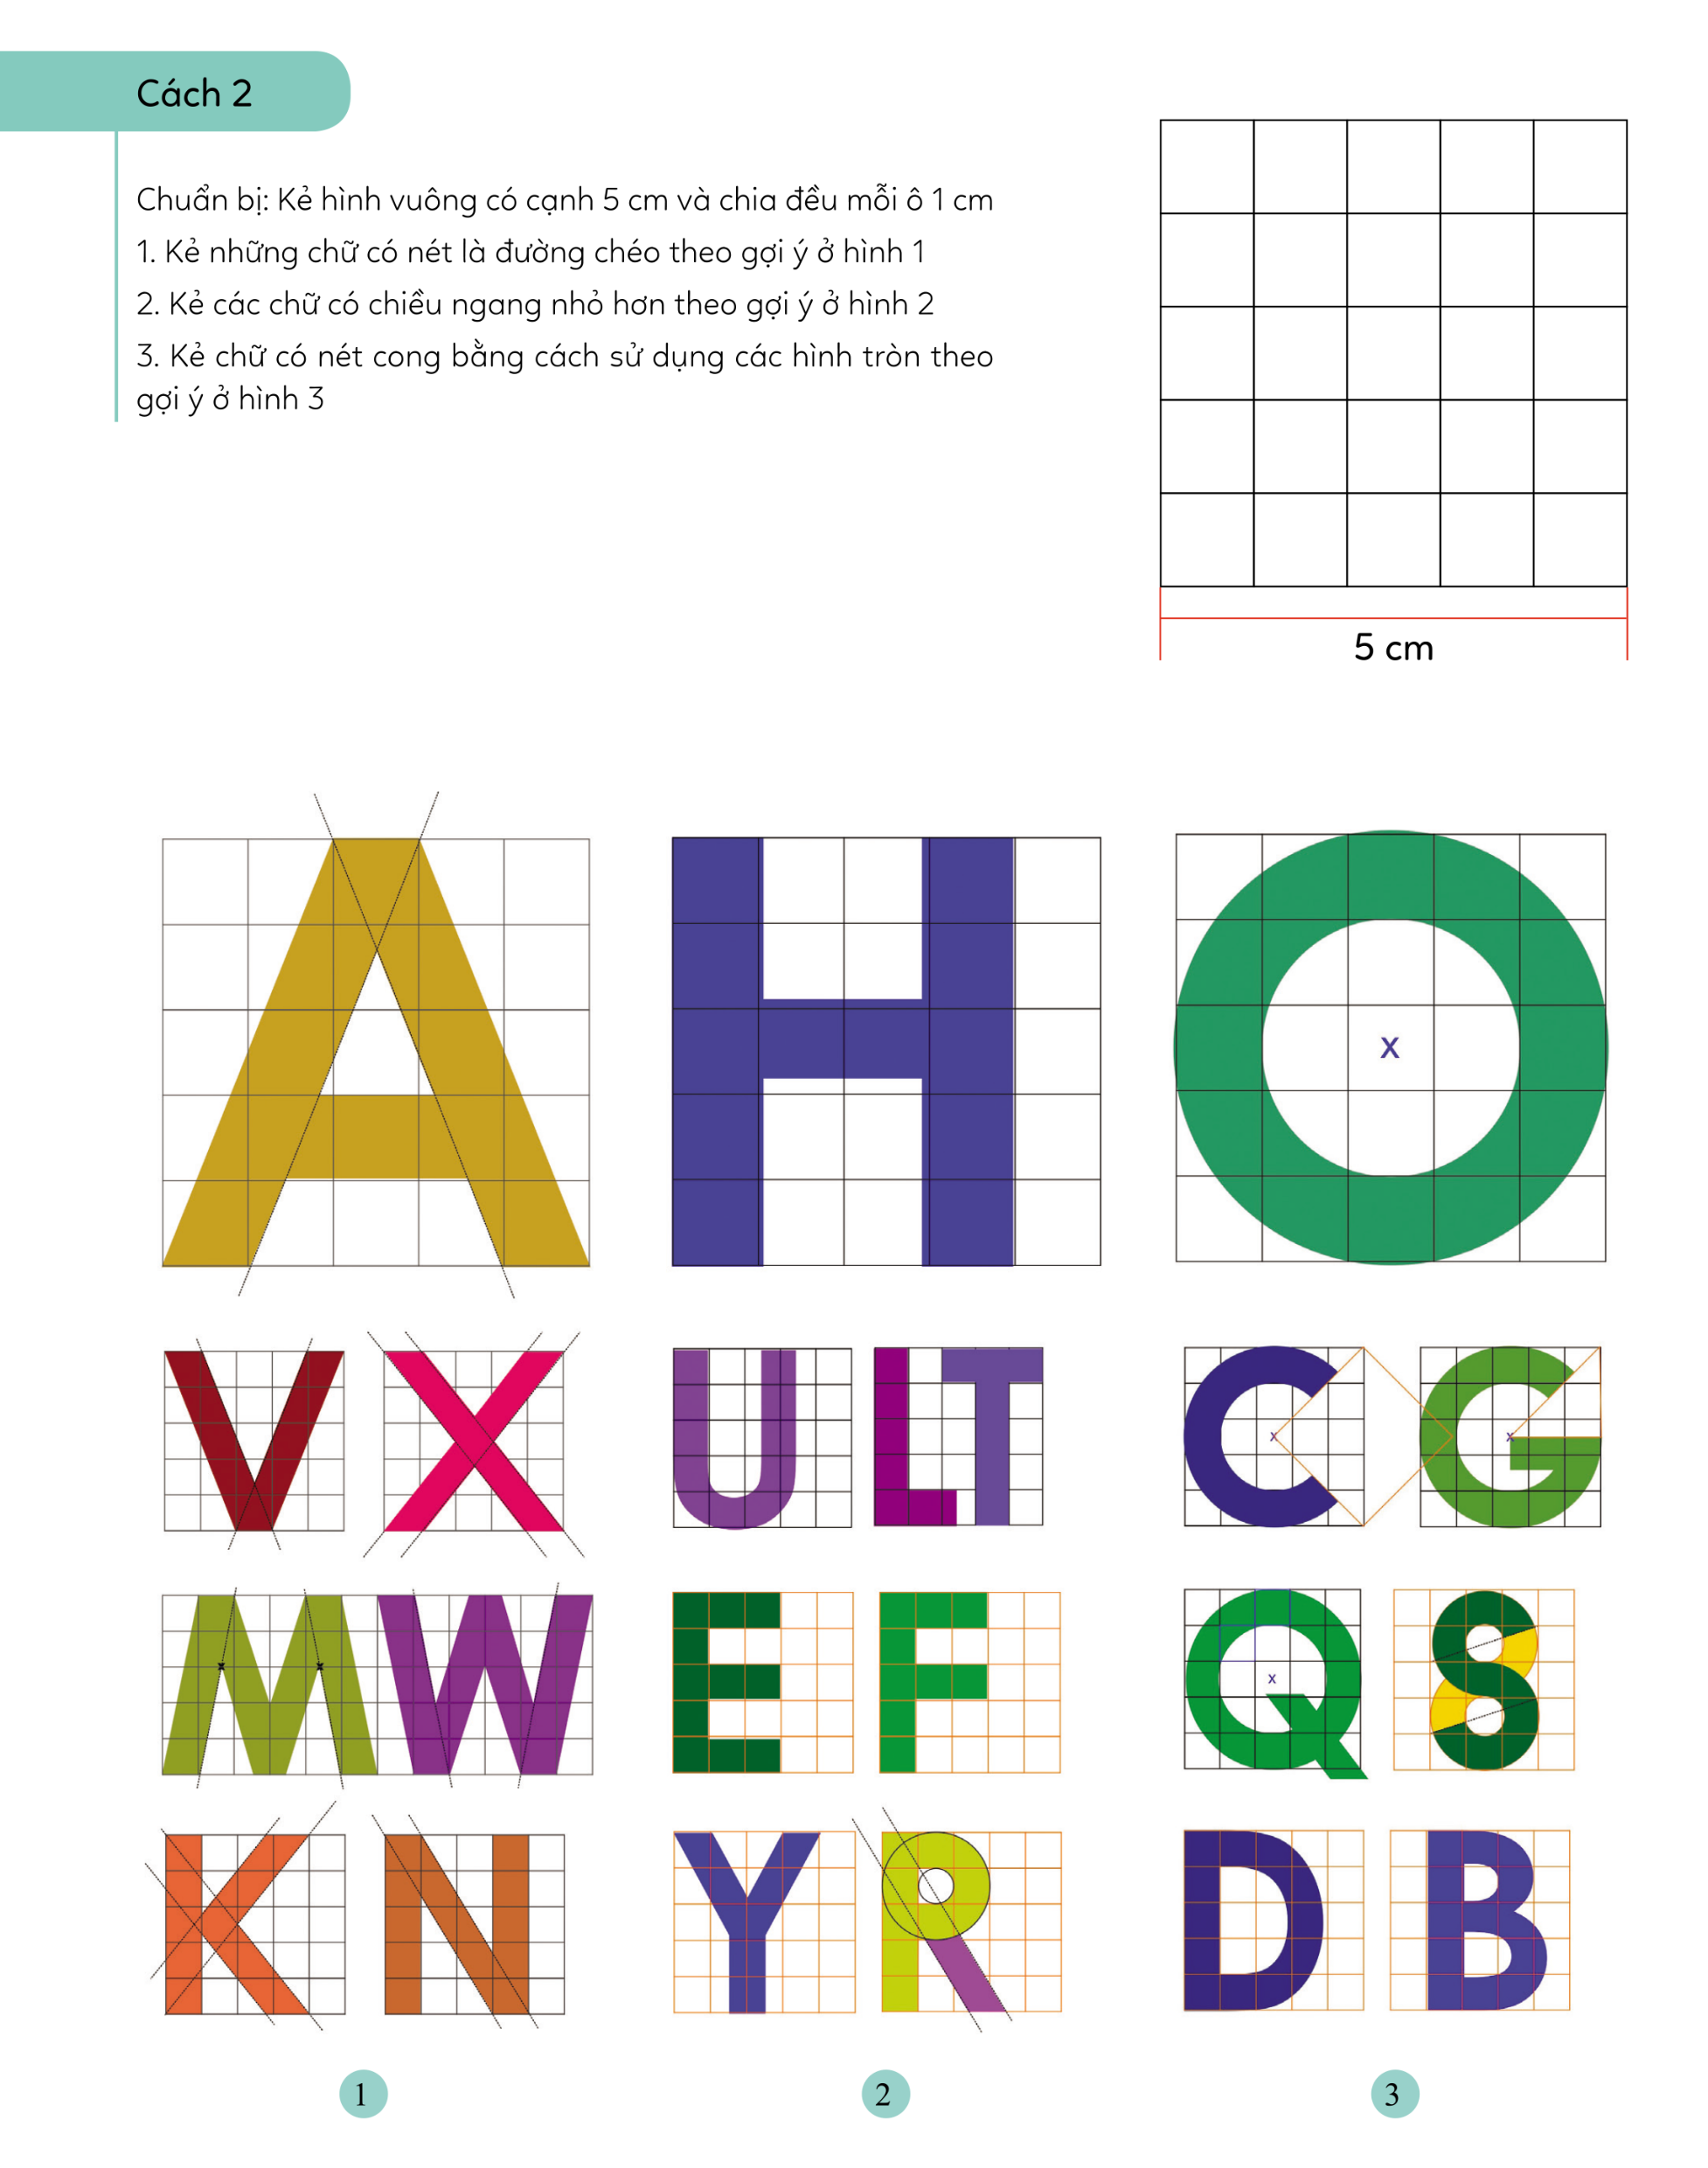 Cách 2
Chuẩn bị: Kẻ hình vuông có cạnh 5 cm và chia đều mỗi ô 1 cm
1. Kẻ những chữ có nét là đường chéo theo gợi ý ở hình 1
2. Kẻ các chữ có chiều ngang nhỏ hơn theo gợi ý ở hình 2
3. Kẻ chữ có nét cong bằng cách sử dụng các hình tròn theo
gợi ý ở hình 3
5 cm
A H O
V X U L T C G
M W E F Q S
K N Y R D B
1 2 3